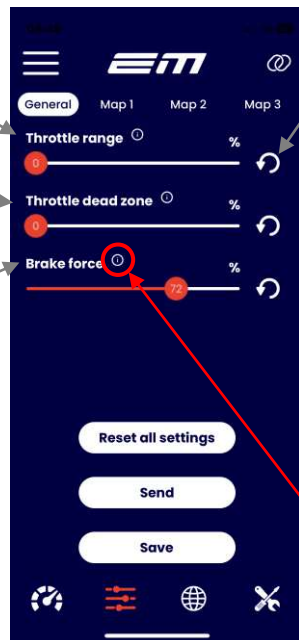 EM
General Map 1 Map 2 Map 3
Throttle range %
0
Throttle dead zone %
0
Brake force %
72
Reset all settings
Send
Save